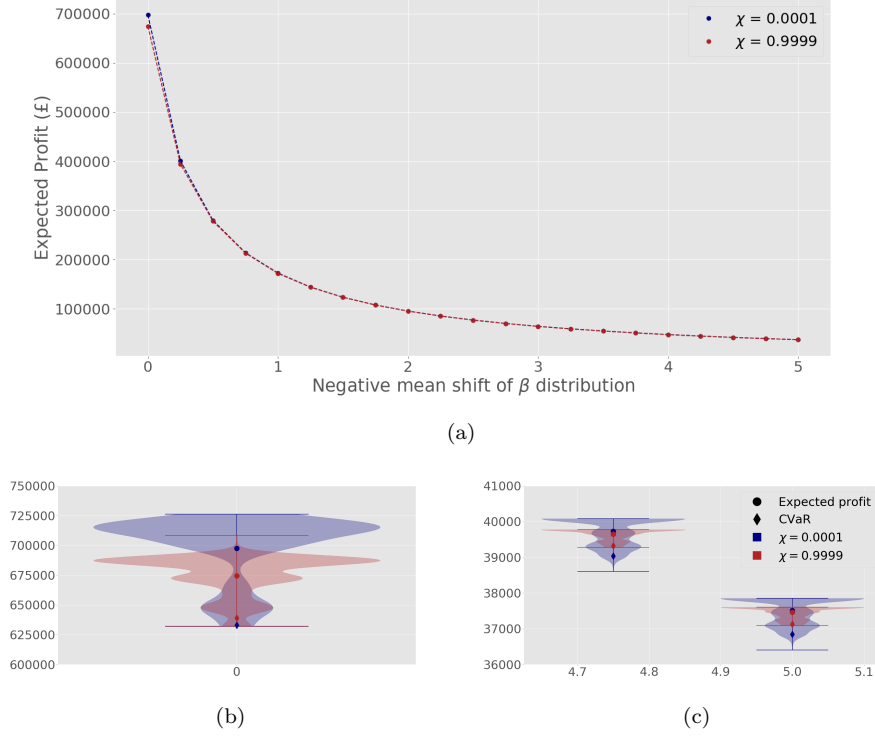 700000
600000
500000
400000
300000
200000
100000
Expected Profit (£)
χ = 0.0001
χ = 0.9999
0 1 2 3 4 5
Negative mean shift of β distribution
(a)
750000
725000
700000
675000
650000
625000
600000
0
(b)
41000
40000
39000
38000
37000
36000
Expected profit
CVaR
χ = 0.0001
χ = 0.9999
4.7 4.8 4.9 5.0 5.1
(c)